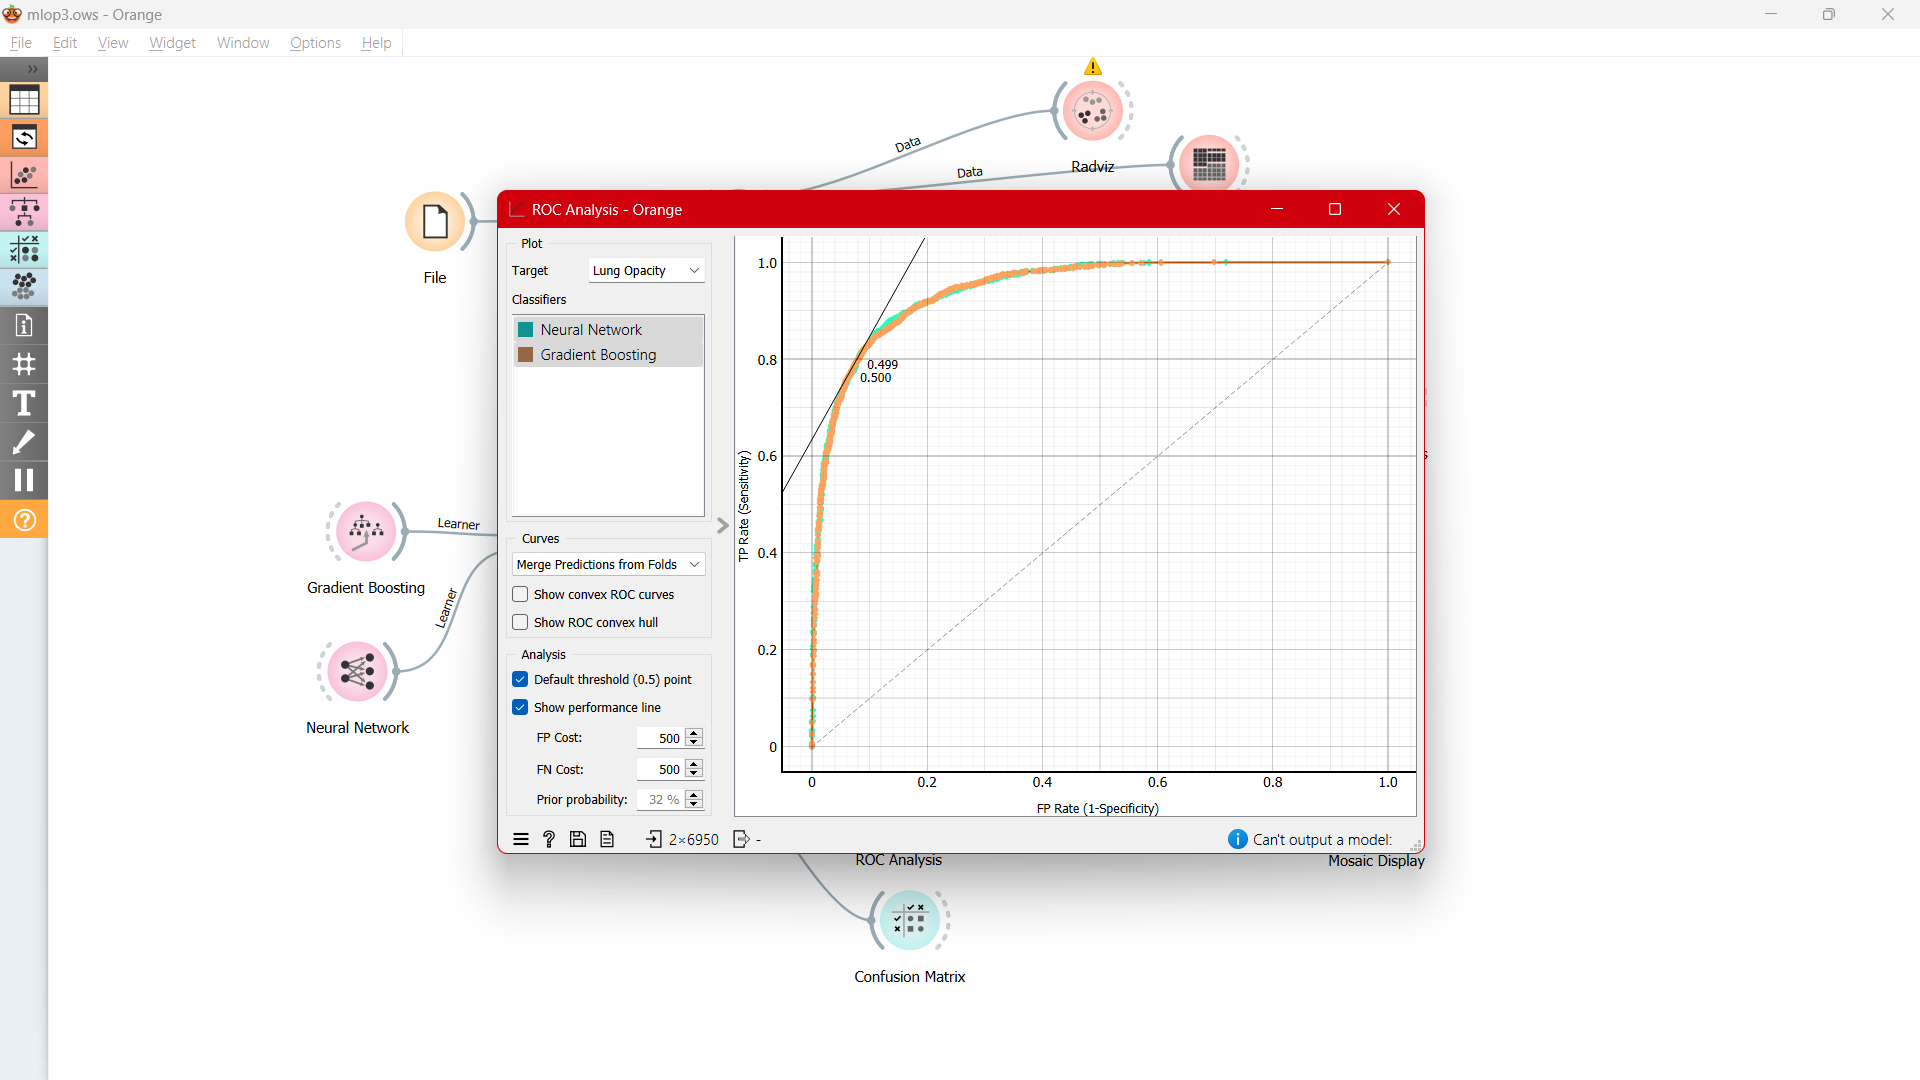 mlop3.ows - Orange
File Edit View Widget Window Options Help
Data
Data
Radviz
File
Learner
Gradient Boosting
Learner
Neural Network
ROC Analysis - Orange
Plot
Target Lung Opacity
Classifiers
Neural Network
Gradient Boosting
Curves
Merge Predictions from Folds
Show convex ROC curves
Show ROC convex hull
Analysis
Default threshold (0.5) point
Show performance line
FP Cost: 500
FN Cost: 500
Prior probability: 32 %
2×6950 -
Can't output a model:
TP Rate (Sensitivity)
1.0
0.8
0.6
0.4
0.2
0
0.499
0.500
0 0.2 0.4 0.6 0.8 1.0
FP Rate (1-Specificity)
ROC Analysis
Mosaic Display
Confusion Matrix